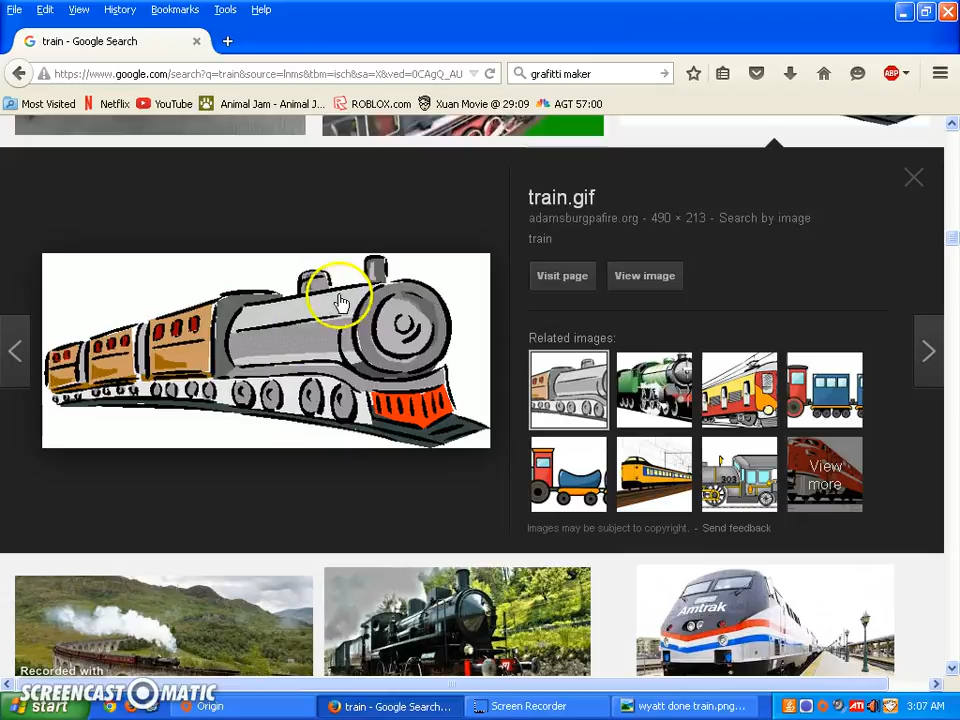 File Edit View History Bookmarks Tools Help
train - Google Search
https://www.google.com/search?q=train&source=lnms&tbm=isch&sa=X&ved=0CAgQ_AU
grafitti maker
ABP
Most Visited Netflix YouTube Animal Jam - Animal J... ROBLOX.com Xuan Movie @ 29:09 AGT 57:00
train.gif
adamsburgpafire.org - 490 × 213 - Search by image
train
Visit page View image
Related images:
303
View more
Images may be subject to copyright. - Send feedback
Amtrak
Recorded with
SCREENCAST-O-MATIC
start Origin train - Google Search... Screen Recorder wyatt done train.png... 3:07 AM